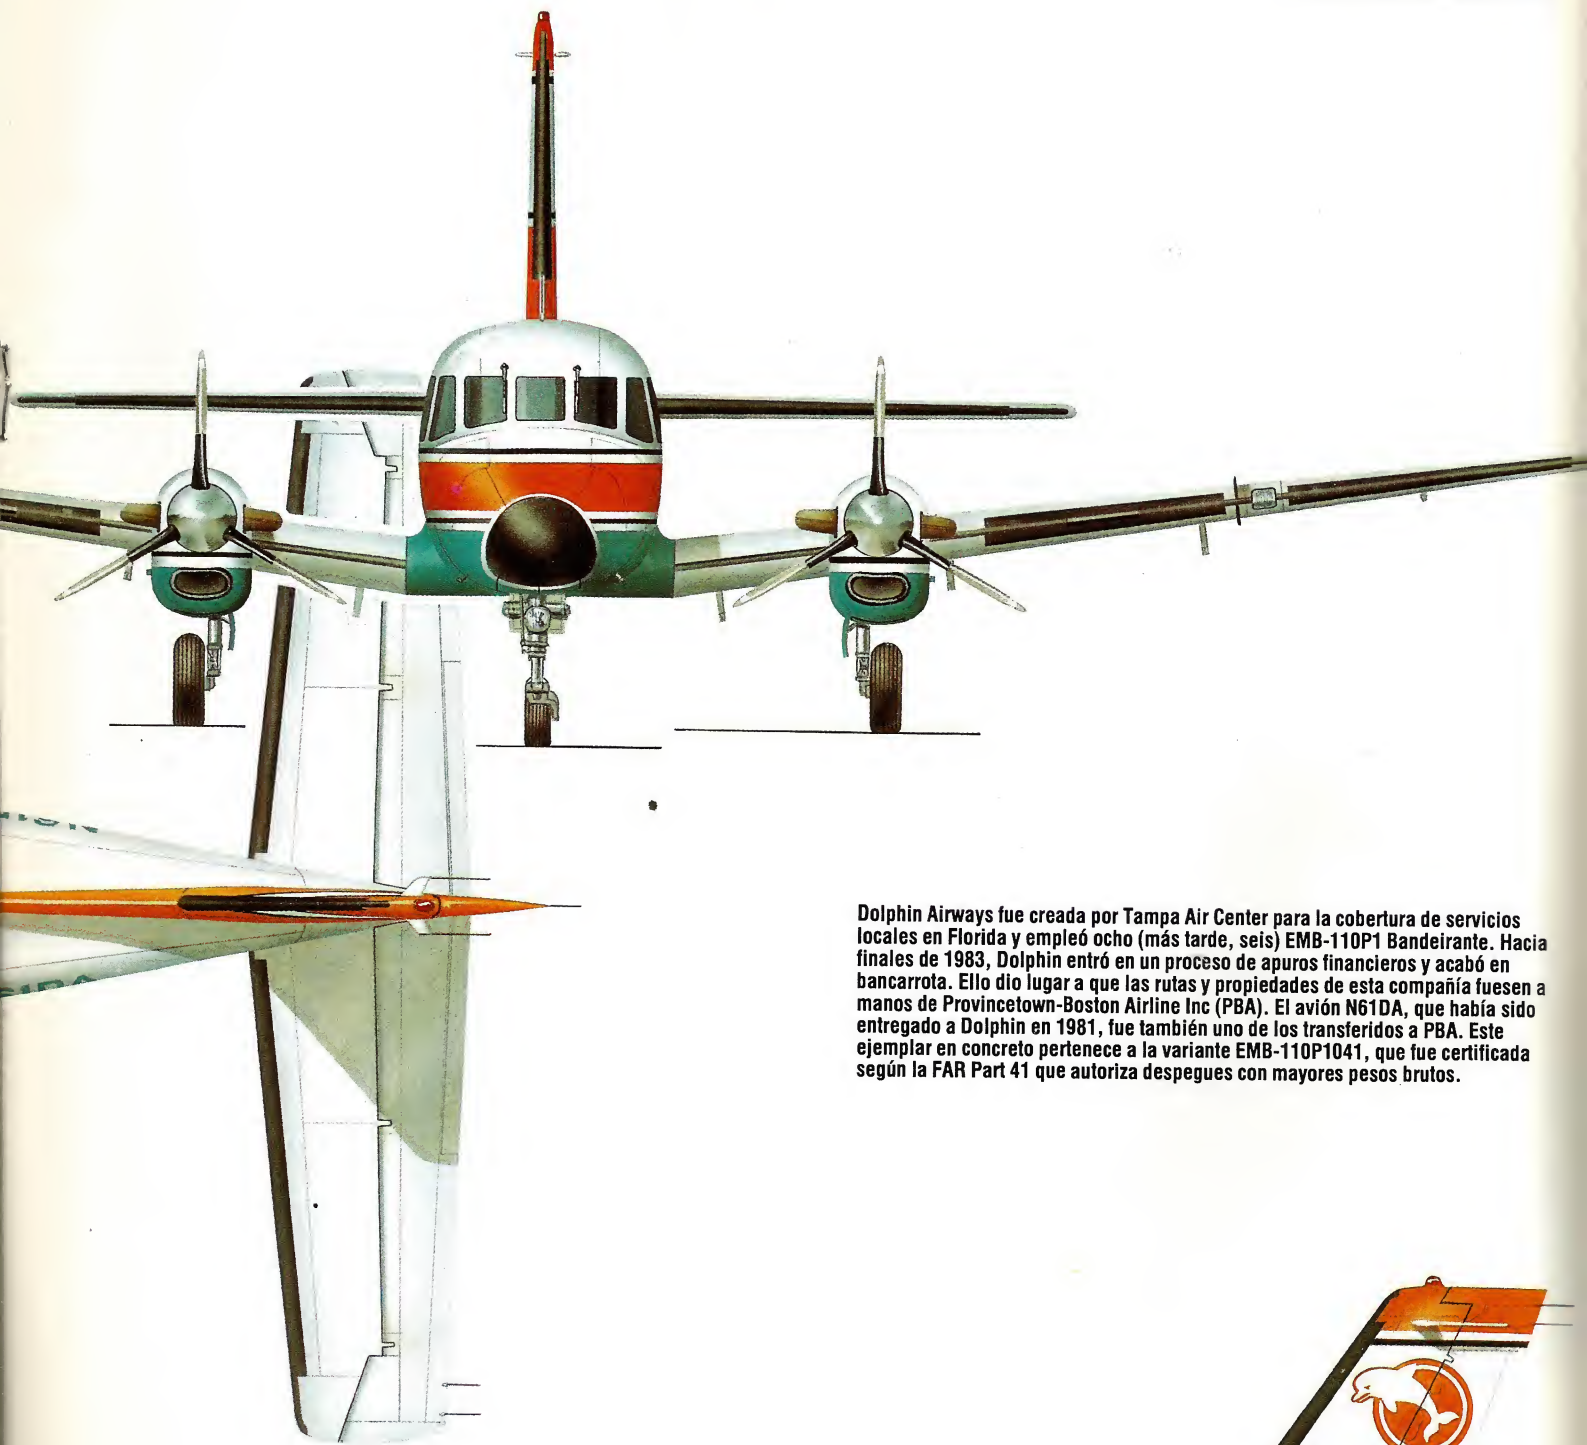 Dolphin Airways fue creada por Tampa Air Center para la cobertura de servicios
locales en Florida y empleó ocho (más tarde, seis) EMB-110P1 Bandeirante. Hacia
finales de 1983, Dolphin entró en un proceso de apuros financieros y acabó en
bancarrota. Ello dio lugar a que las rutas y propiedades de esta compañía fuesen a
manos de Provincetown-Boston Airline Inc (PBA). El avión N61DA, que había sido
entregado a Dolphin en 1981, fue también uno de los transferidos a PBA. Este
ejemplar en concreto pertenece a la variante EMB-110P1041, que fue certificada
según la FAR Part 41 que autoriza despegues con mayores pesos brutos.